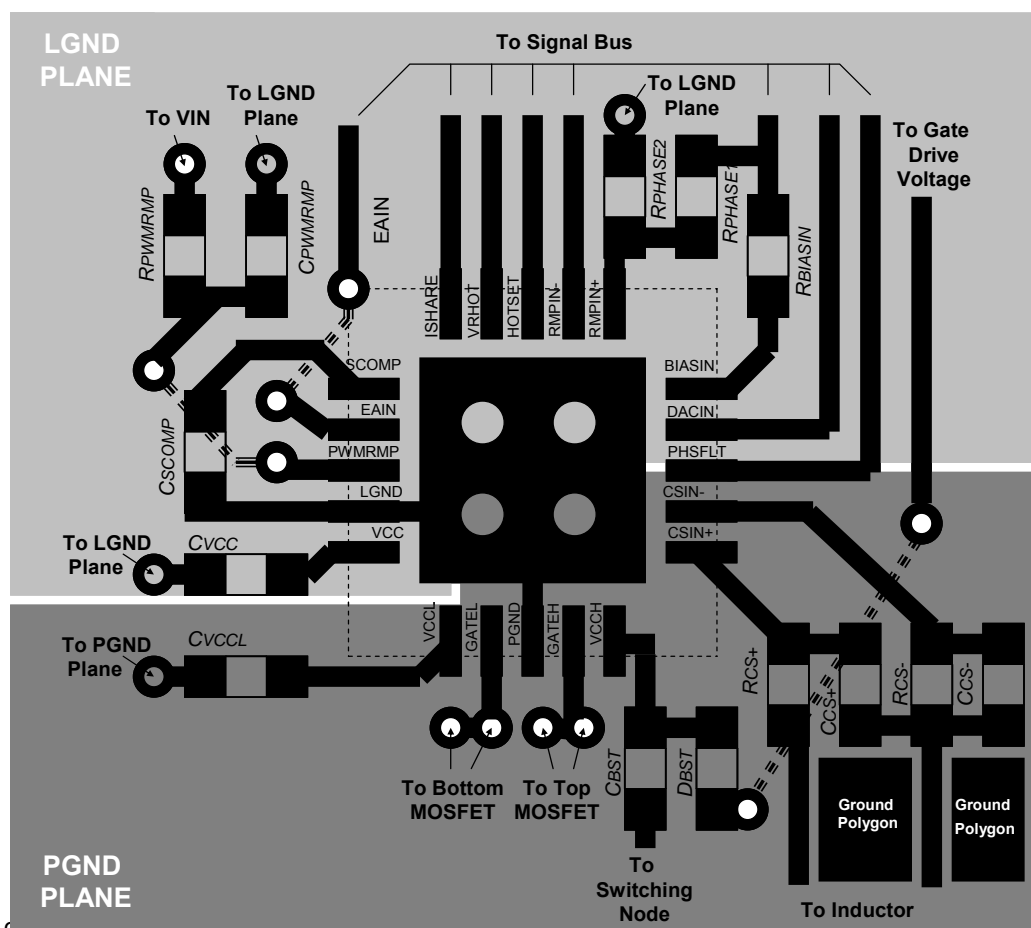 LGND
PLANE
To Signal Bus
To LGND
Plane
To VIN
To LGND
Plane
To Gate
Drive
Voltage
RPWMRMP
CPWMRMP
EAIN
RPHASE2
RPHASE1
RBIASIN
ISHARE
VRHOT
HOTSET
RMPIN-
RMPIN+
SCOMP
BIASIN
EAIN
DACIN
PWMRMP
PHSFLT
CSCOMP
LGND
CSIN-
VCC
CSIN+
To LGND
Plane
CVCC
VCCL
GATEL
PGND
GATEH
VCCH
To PGND
Plane
CVCCL
RCS+
CCS+
RCS-
CCS-
CBST
DBST
To Bottom
MOSFET
To Top
MOSFET
Ground
Polygon
Ground
Polygon
PGND
PLANE
To
Switching
Node
To Inductor